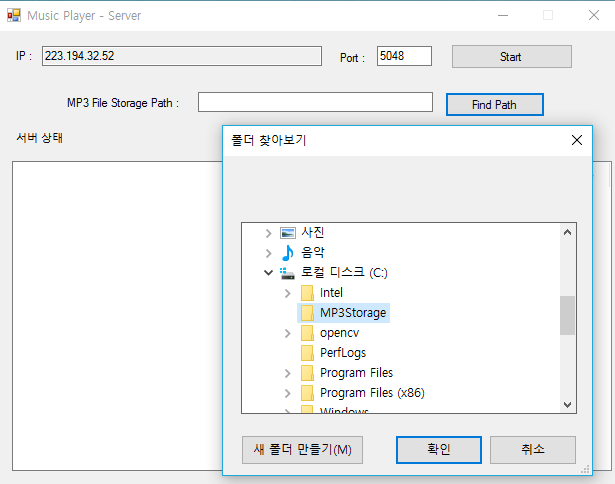 Music Player - Server
IP : 223.194.32.52 Port : 5048 Start
MP3 File Storage Path : Find Path
서버 상태
폴더 찾아보기
사진
음악
로컬 디스크 (C:)
Intel
MP3Storage
opencv
PerfLogs
Program Files
Program Files (x86)
Windows
새 폴더 만들기(M) 확인 취소